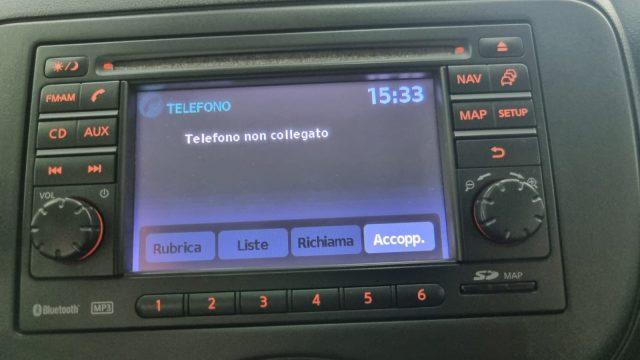 FM·AM
CD AUX
VOL
TELEFONO 15:33
Telefono non collegato
Rubrica Liste Richiama Accopp.
NAV
MAP SETUP
SD MAP
Bluetooth MP3
1 2 3 4 5 6